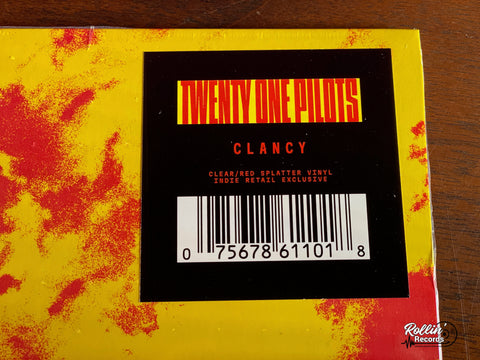 TWENTY ONE PILOTS
CLANCY
CLEAR/RED SPLATTER VINYL
INDIE RETAIL EXCLUSIVE
0 75678 61101 8
Rollin'
Records